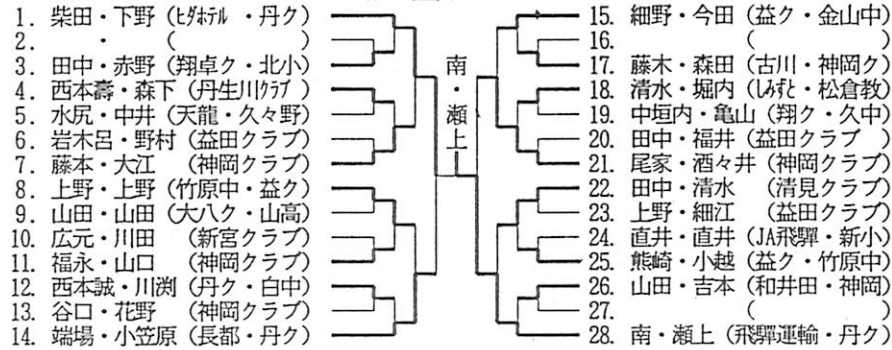 1. 柴田・下野（ﾋﾀﾞﾎﾃﾙ ・丹ク）
2. ・ （ ）
3. 田中・赤野（翔卓ク・北小）
4. 西本壽・森下（丹生川ｸﾗﾌﾞ）
5. 水尻・中井（天龍・久々野）
6. 岩木呂・野村（益田クラブ）
7. 藤本・大江 （神岡クラブ）
8. 上野・上野（竹原中・益ク）
9. 山田・山田（大八ク・山高）
10. 広元・川田 （新宮クラブ）
11. 福永・山口 （神岡クラブ）
12. 西本誠・川渕（丹ク・白中）
13. 谷口・花野 （神岡クラブ）
14. 端場・小笠原（長都・丹ク）
南・瀬上
15. 細野・今田（益ク・金山中）
16. （ ）
17. 藤木・森田（古川・神岡ク）
18. 清水・堀内（しみずと・松倉教）
19. 中垣内・亀山（翔ク・久中）
20. 田中・福井（益田クラブ ）
21. 尾家・酒々井（神岡クラブ）
22. 田中・清水 （清見クラブ）
23. 上野・細江 （益田クラブ）
24. 直井・直井（JA飛騨・新小）
25. 熊崎・小越（益ク・竹原中）
26. 山田・吉本（和井田・神岡）
27. （ ）
28. 南・瀬上（飛騨運輸・丹ク）